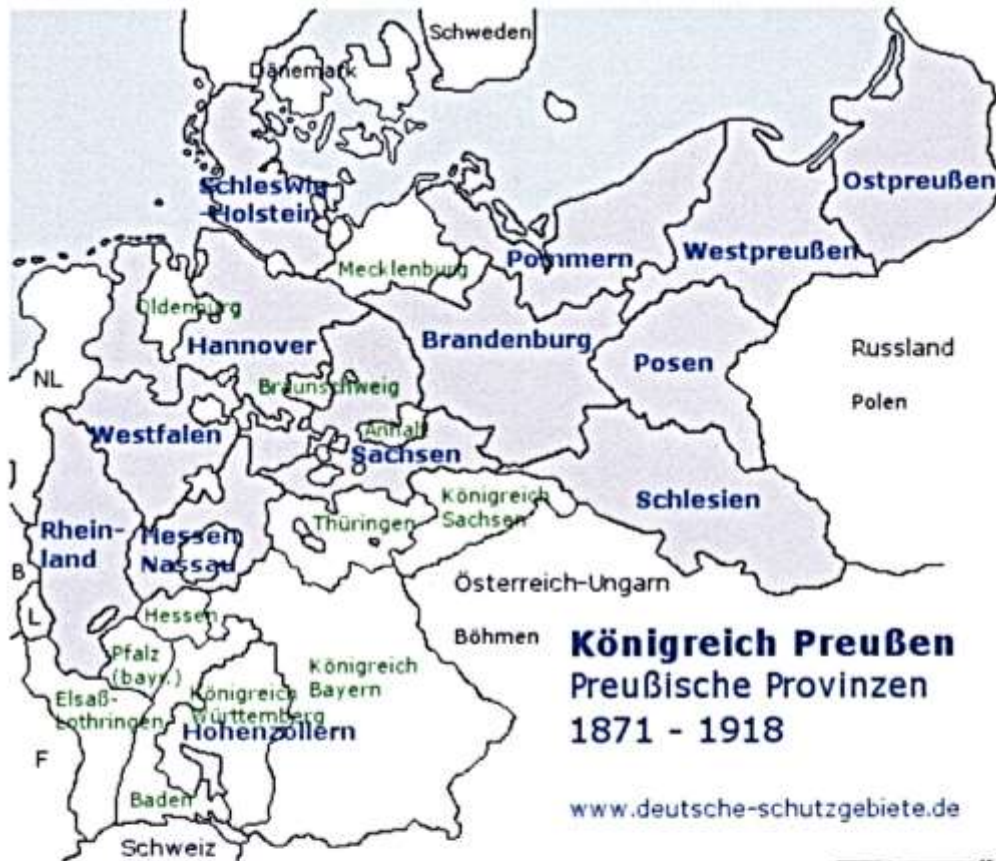 Schweden
Dänemark
Schleswig
-Holstein
Ostpreußen
Westpreußen
Pommern
Mecklenburg
Oldenburg
Hannover
Brandenburg
Posen
Russland
Polen
NL
Braunschweig
Westfalen
Anhalt
Sachsen
Königreich
Sachsen
Schlesien
Thüringen
Rhein-
land
Hessen
Nassau
B
L
Österreich-Ungarn
Böhmen
Hessen
Pfalz
(bayr.)
Elsaß-
Lothringen
Königreich
Württemberg
Königreich
Bayern
Hohenzollern
F
Baden
Schweiz
Königreich Preußen
Preußische Provinzen
1871 - 1918
www.deutsche-schutzgebiete.de